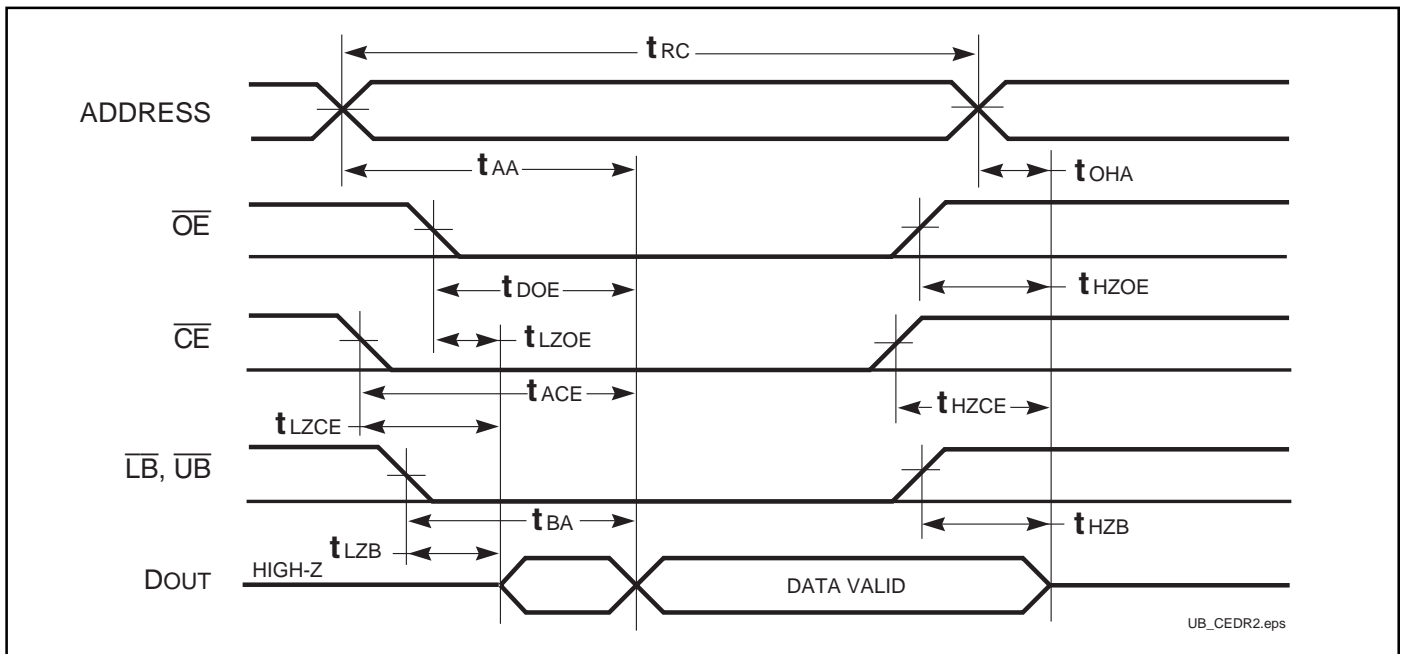 tRC
ADDRESS
tAA
tOHA
OE
tDOE
tHZOE
CE
tLZOE
tACE
tHZCE
tLZCE
LB, UB
tBA
tHZB
tLZB
DOUT
HIGH-Z
DATA VALID
UB_CEDR2.eps